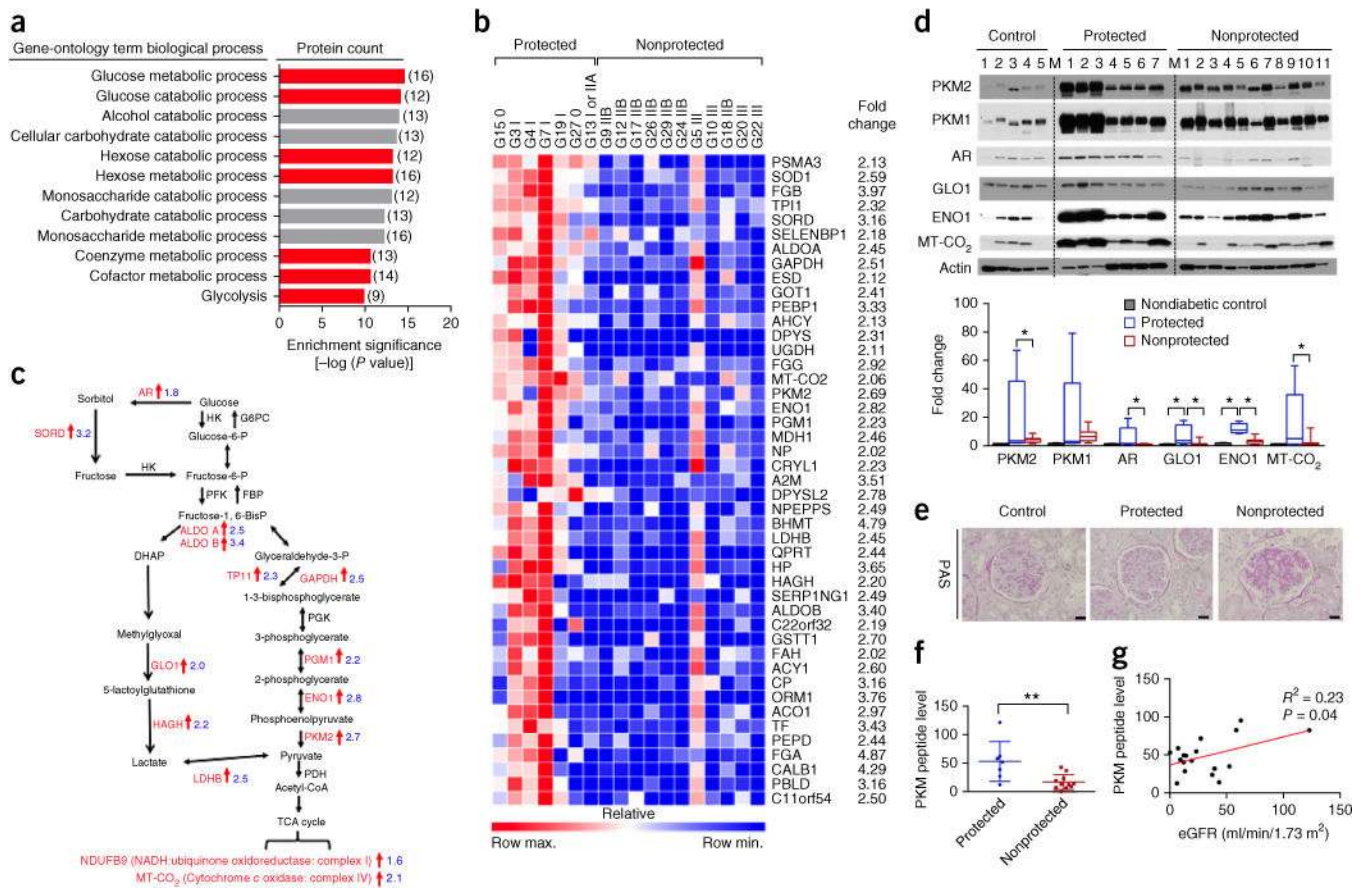 a
Gene-ontology term biological process
Protein count
Glucose metabolic process (16)
Glucose catabolic process (12)
Alcohol catabolic process (13)
Cellular carbohydrate catabolic process (13)
Hexose catabolic process (12)
Hexose metabolic process (16)
Monosaccharide catabolic process (12)
Carbohydrate catabolic process (13)
Monosaccharide metabolic process (16)
Coenzyme metabolic process (13)
Cofactor metabolic process (14)
Glycolysis (9)
0 5 10 15 20
Enrichment significance
[–log (P value)]
b
Protected Nonprotected
G15 0
G3 I
G4 I
G7 I
G19 I
G27 0
G13 I or IIA
G9 IIB
G12 IIB
G17 IIB
G26 IIB
G29 IIB
G24 IIB
G5 III
G10 III
G18 IIB
G20 III
G22 III
Fold
change
PSMA3 2.13
SOD1 2.59
FGB 3.97
TPI1 2.32
SORD 3.16
SELENBP1 2.18
ALDOA 2.45
GAPDH 2.51
ESD 2.12
GOT1 2.41
PEBP1 3.33
AHCY 2.13
DPYS 2.31
UGDH 2.11
FGG 2.92
MT-CO2 2.06
PKM2 2.69
ENO1 2.82
PGM1 2.23
MDH1 2.46
NP 2.02
CRYL1 2.23
A2M 3.51
DPYSL2 2.78
NPEPPS 2.49
BHMT 4.79
LDHB 2.45
QPRT 2.44
HP 3.65
HAGH 2.20
SERP1NG1 2.49
ALDOB 3.40
C22orf32 2.19
GSTT1 2.70
FAH 2.02
ACY1 2.60
CP 3.16
ORM1 3.76
ACO1 2.97
TF 3.43
PEPD 2.44
FGA 4.87
CALB1 4.29
PBLD 3.16
C11orf54 2.50
Relative
Row max. Row min.
c
Sorbitol AR 1.8 Glucose
HK G6PC
SORD 3.2
Glucose-6-P
Fructose HK Fructose-6-P
PFK FBP
Fructose-1, 6-BisP
ALDO A 2.5
ALDO B 3.4
DHAP Glyceraldehyde-3-P
TP11 2.3 GAPDH 2.5
1-3-bisphosphoglycerate
PGK
Methylglyoxal 3-phosphoglycerate
GLO1 2.0 PGM1 2.2
5-lactoylglutathione 2-phosphoglycerate
ENO1 2.8
HAGH 2.2 Phosphoenolpyruvate
PKM2 2.7
Lactate Pyruvate
LDHB 2.5 PDH
Acetyl-CoA
TCA cycle
NDUFB9 (NADH:ubiquinone oxidoreductase: complex I) 1.6
MT-CO2 (Cytochrome c oxidase: complex IV) 2.1
d
Control Protected Nonprotected
1 2 3 4 5 M 1 2 3 4 5 6 7 M 1 2 3 4 5 6 7 8 9 10 11
PKM2
PKM1
AR
GLO1
ENO1
MT-CO2
Actin
Nondiabetic control
Protected
Nonprotected
Fold change
100
80
60
40
20
0
* * * * * * *
PKM2 PKM1 AR GLO1 ENO1 MT-CO2
e
Control Protected Nonprotected
PAS
f
PKM peptide level
150
100
50
0
**
Protected Nonprotected
g
PKM peptide level
150
100
50
0
R² = 0.23
P = 0.04
0 50 100 150
eGFR (ml/min/1.73 m²)